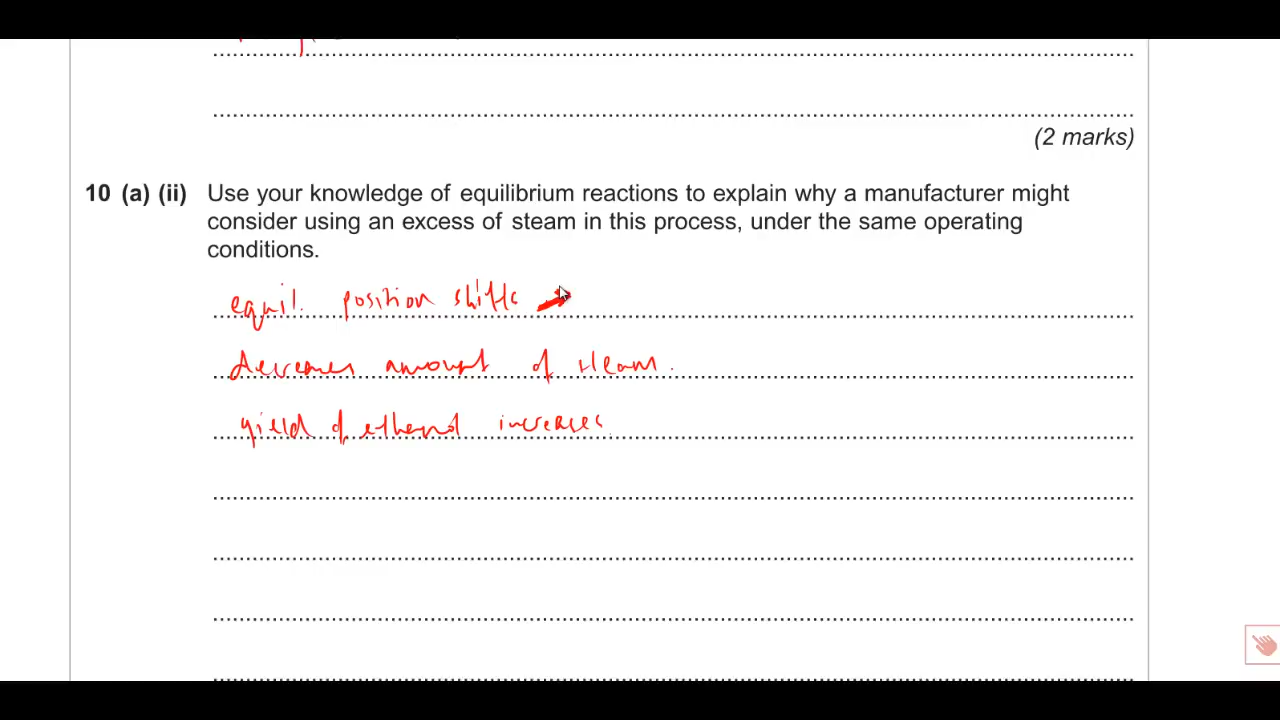 (2 marks)
10 (a) (ii) Use your knowledge of equilibrium reactions to explain why a manufacturer might
consider using an excess of steam in this process, under the same operating
conditions.
equil. position shifts →
decreases amount of steam.
yield of ethanol increases.